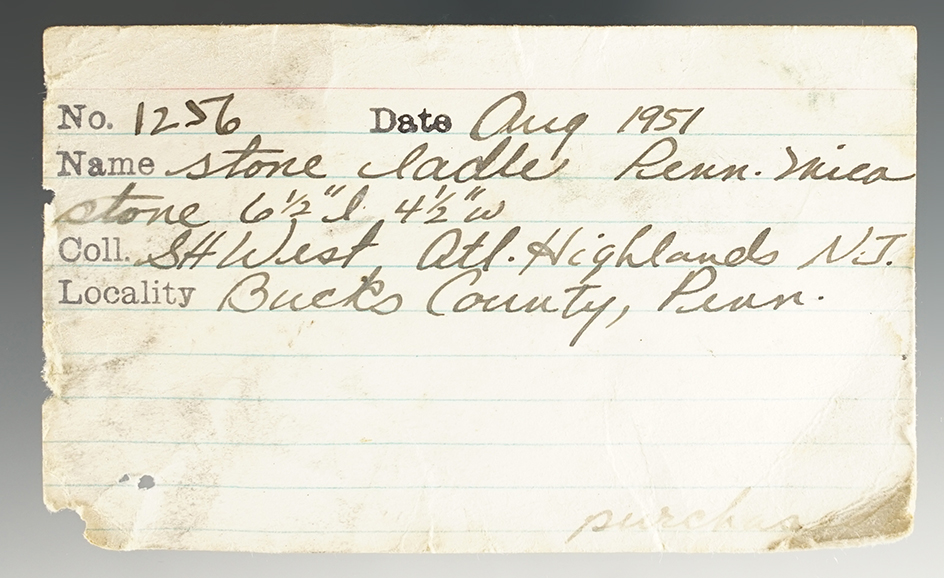 No. 1256 Date Aug 1951
Name stone ladle Penn. Mica
stone 6½"l 4½"w
Coll. SH West Atl. Highlands N.J.
Locality Bucks County, Penn.
purchas